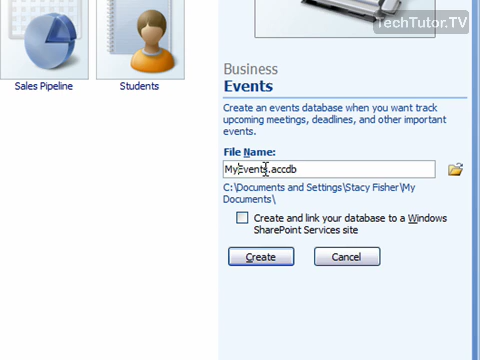 TechTutor.TV
Sales Pipeline
Students
Business
Events
Create an events database when you want track
upcoming meetings, deadlines, and other important
events.
File Name:
MyEvents.accdb
C:\Documents and Settings\Stacy Fisher\My
Documents\
Create and link your database to a Windows
SharePoint Services site
Create
Cancel